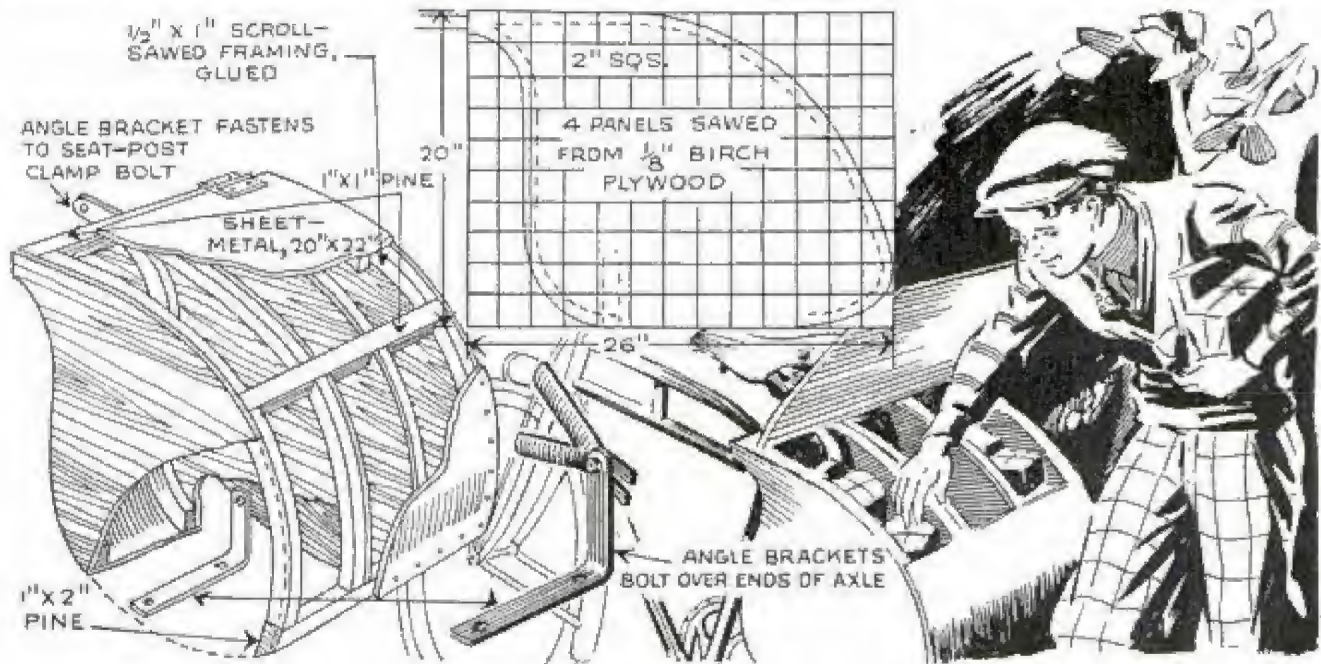 1/2" X 1" SCROLL-
SAWED FRAMING,
GLUED
ANGLE BRACKET FASTENS
TO SEAT-POST
CLAMP BOLT
1"X1" PINE
SHEET-
METAL, 20"X22"
20"
2" SQS.
4 PANELS SAWED
FROM 1/8" BIRCH
PLYWOOD
26"
ANGLE BRACKETS
BOLT OVER ENDS OF AXLE
1"X2"
PINE